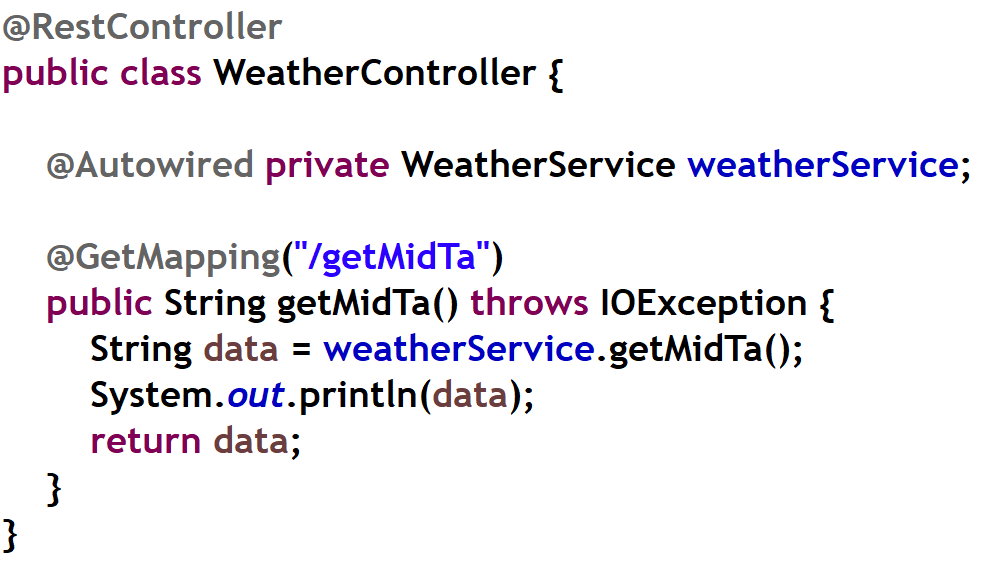 @RestController
public class WeatherController {
@Autowired private WeatherService weatherService;
@GetMapping("/getMidTa")
public String getMidTa() throws IOException {
String data = weatherService.getMidTa();
System.out.println(data);
return data;
}
}